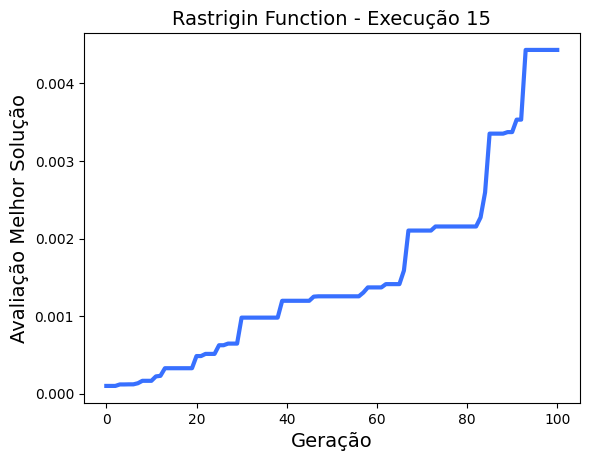 Rastrigin Function - Execução 15
Avaliação Melhor Solução
0.004
0.003
0.002
0.001
0.000
0 20 40 60 80 100
Geração